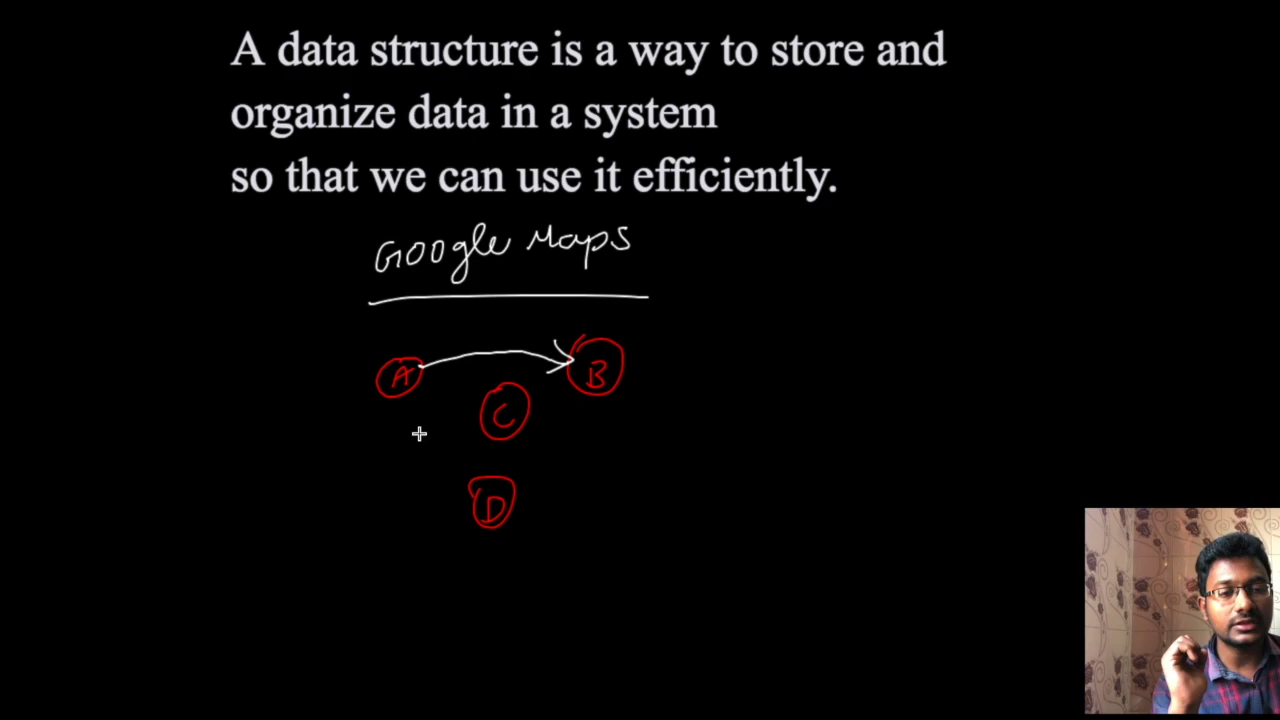 A data structure is a way to store and
organize data in a system
so that we can use it efficiently.
Google Maps
A
B
C
D